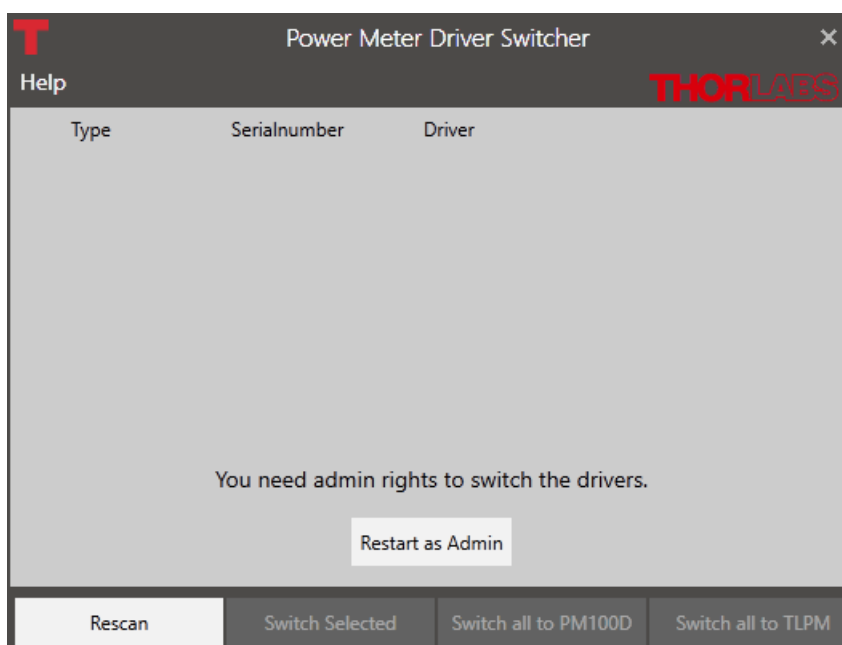 T
Power Meter Driver Switcher ×
Help
THORLABS
Type Serialnumber Driver
You need admin rights to switch the drivers.
Restart as Admin
Rescan Switch Selected Switch all to PM100D Switch all to TLPM